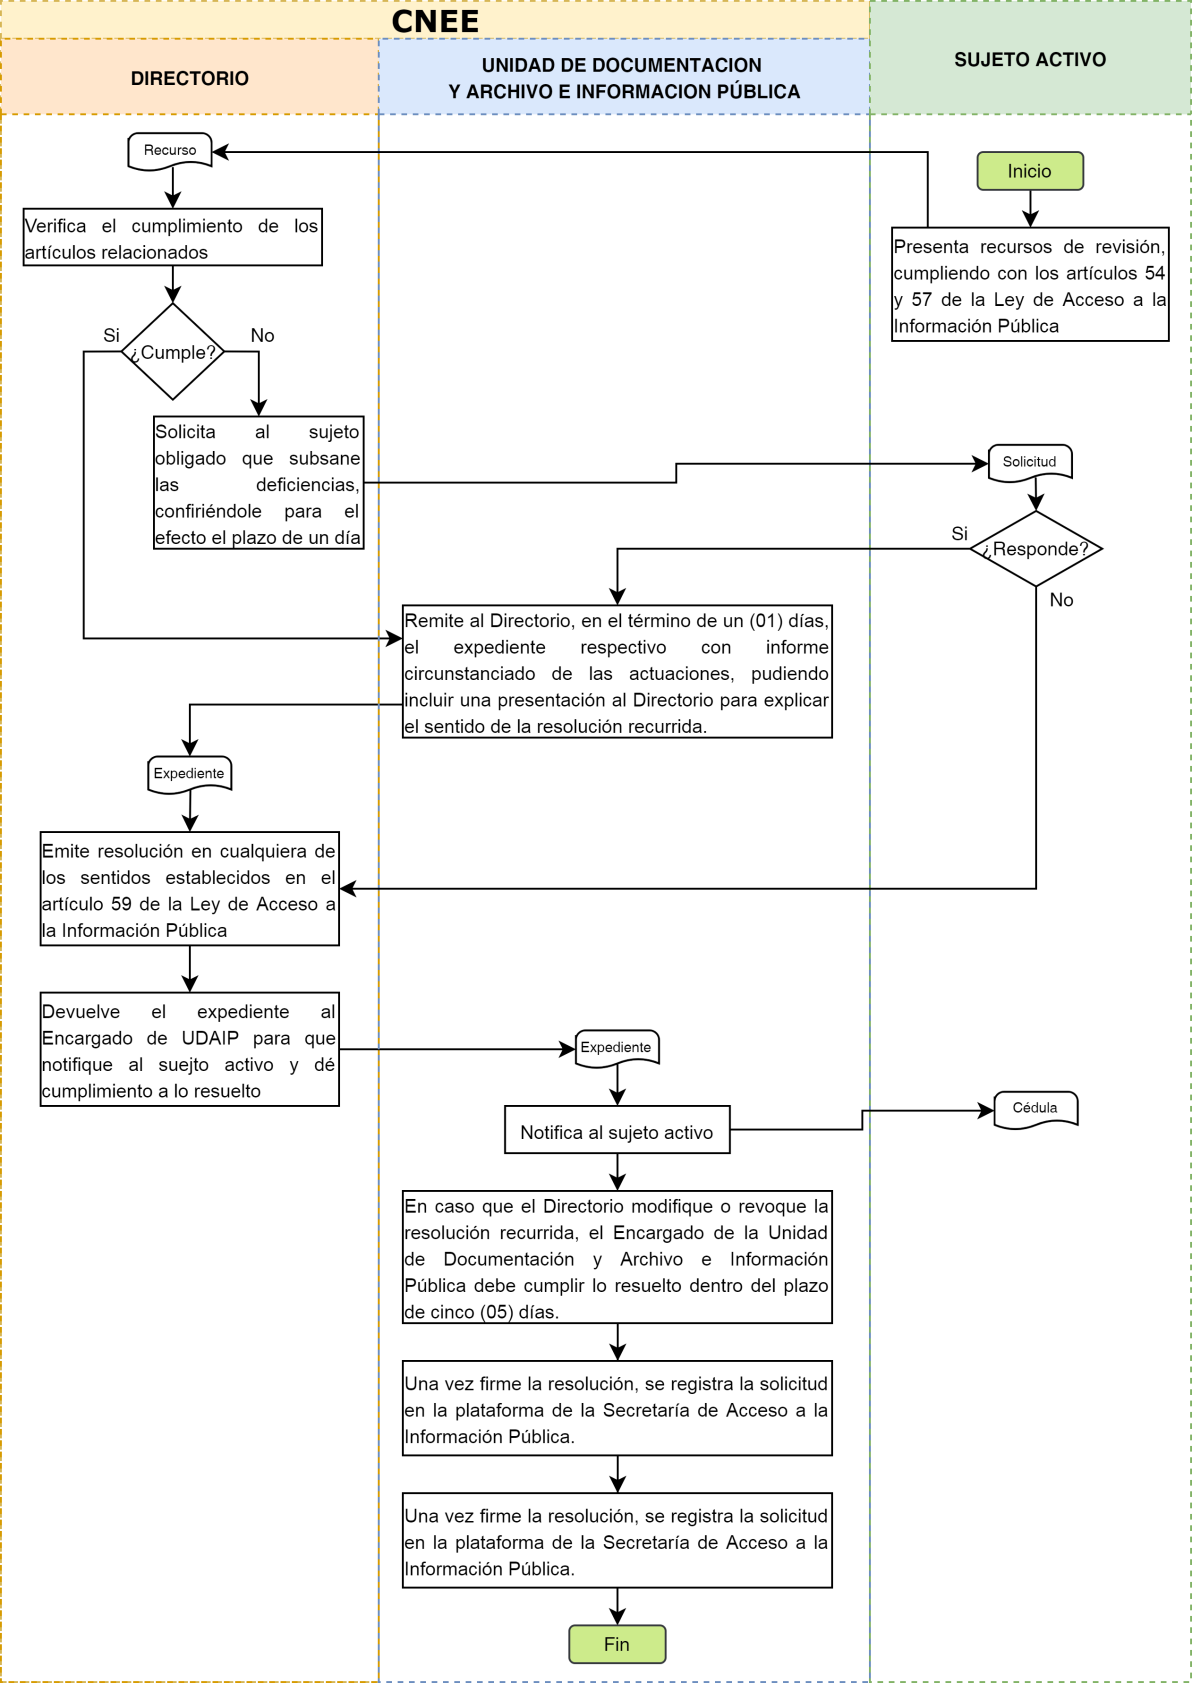 CNEE
DIRECTORIO
UNIDAD DE DOCUMENTACION
Y ARCHIVO E INFORMACION PÚBLICA
SUJETO ACTIVO
Inicio
Presenta recursos de revisión,
cumpliendo con los artículos 54
y 57 de la Ley de Acceso a la
Información Pública
Recurso
Verifica el cumplimiento de los
artículos relacionados
¿Cumple?
Si
No
Solicita al sujeto
obligado que subsane
las deficiencias,
confiriéndole para el
efecto el plazo de un día
Solicitud
¿Responde?
Si
No
Remite al Directorio, en el término de un (01) días,
el expediente respectivo con informe
circunstanciado de las actuaciones, pudiendo
incluir una presentación al Directorio para explicar
el sentido de la resolución recurrida.
Expediente
Emite resolución en cualquiera de
los sentidos establecidos en el
artículo 59 de la Ley de Acceso a
la Información Pública
Devuelve el expediente al
Encargado de UDAIP para que
notifique al suejto activo y dé
cumplimiento a lo resuelto
Expediente
Notifica al sujeto activo
Cédula
En caso que el Directorio modifique o revoque la
resolución recurrida, el Encargado de la Unidad
de Documentación y Archivo e Información
Pública debe cumplir lo resuelto dentro del plazo
de cinco (05) días.
Una vez firme la resolución, se registra la solicitud
en la plataforma de la Secretaría de Acceso a la
Información Pública.
Una vez firme la resolución, se registra la solicitud
en la plataforma de la Secretaría de Acceso a la
Información Pública.
Fin